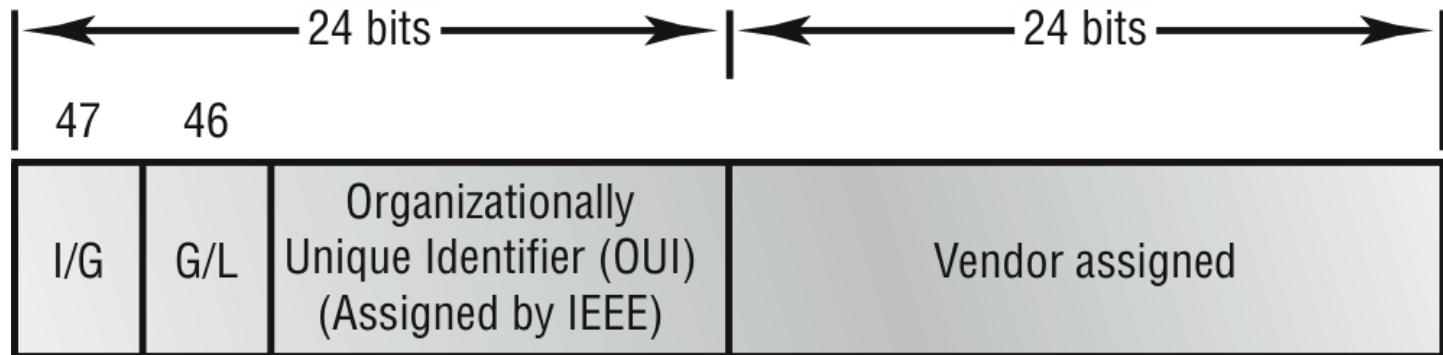 24 bits 24 bits
47 46
I/G G/L Organizationally
Unique Identifier (OUI)
(Assigned by IEEE) Vendor assigned